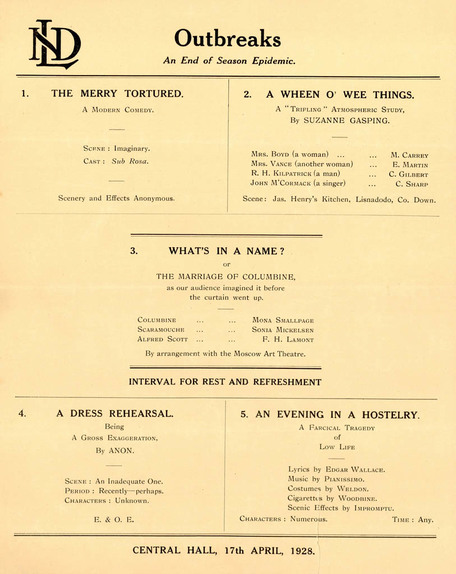 NLD
Outbreaks
An End of Season Epidemic.
1. THE MERRY TORTURED.
A Modern Comedy.
Scene : Imaginary.
Cast : Sub Rosa.
Scenery and Effects Anonymous.
2. A WHEEN O' WEE THINGS.
A "Trifling" Atmospheric Study,
By SUZANNE GASPING.
Mrs. Boyd (a woman) ... ... M. Carrey
Mrs. Vance (another woman) ... E. Martin
R. H. Kilpatrick (a man) ... C. Gilbert
John M'Cormack (a singer) ... C. Sharp
Scene: Jas. Henry's Kitchen, Lisnadodo, Co. Down.
3. WHAT'S IN A NAME?
or
THE MARRIAGE OF COLUMBINE,
as our audience imagined it before
the curtain went up.
Columbine ... ... Mona Smallpage
Scaramouche ... ... Sonia Mickelsen
Alfred Scott ... ... F. H. Lamont
By arrangement with the Moscow Art Theatre.
INTERVAL FOR REST AND REFRESHMENT
4. A DRESS REHEARSAL.
Being
A Gross Exaggeration,
By ANON.
Scene : An Inadequate One.
Period : Recently—perhaps.
Characters : Unknown.
E. & O. E.
5. AN EVENING IN A HOSTELRY.
A Farcical Tragedy
of
Low Life
Lyrics by Edgar Wallace.
Music by Pianissimo.
Costumes by Weldon.
Cigarettes by Woodbine.
Scenic Effects by Impromptu.
Characters : Numerous. Time : Any.
CENTRAL HALL, 17th APRIL, 1928.